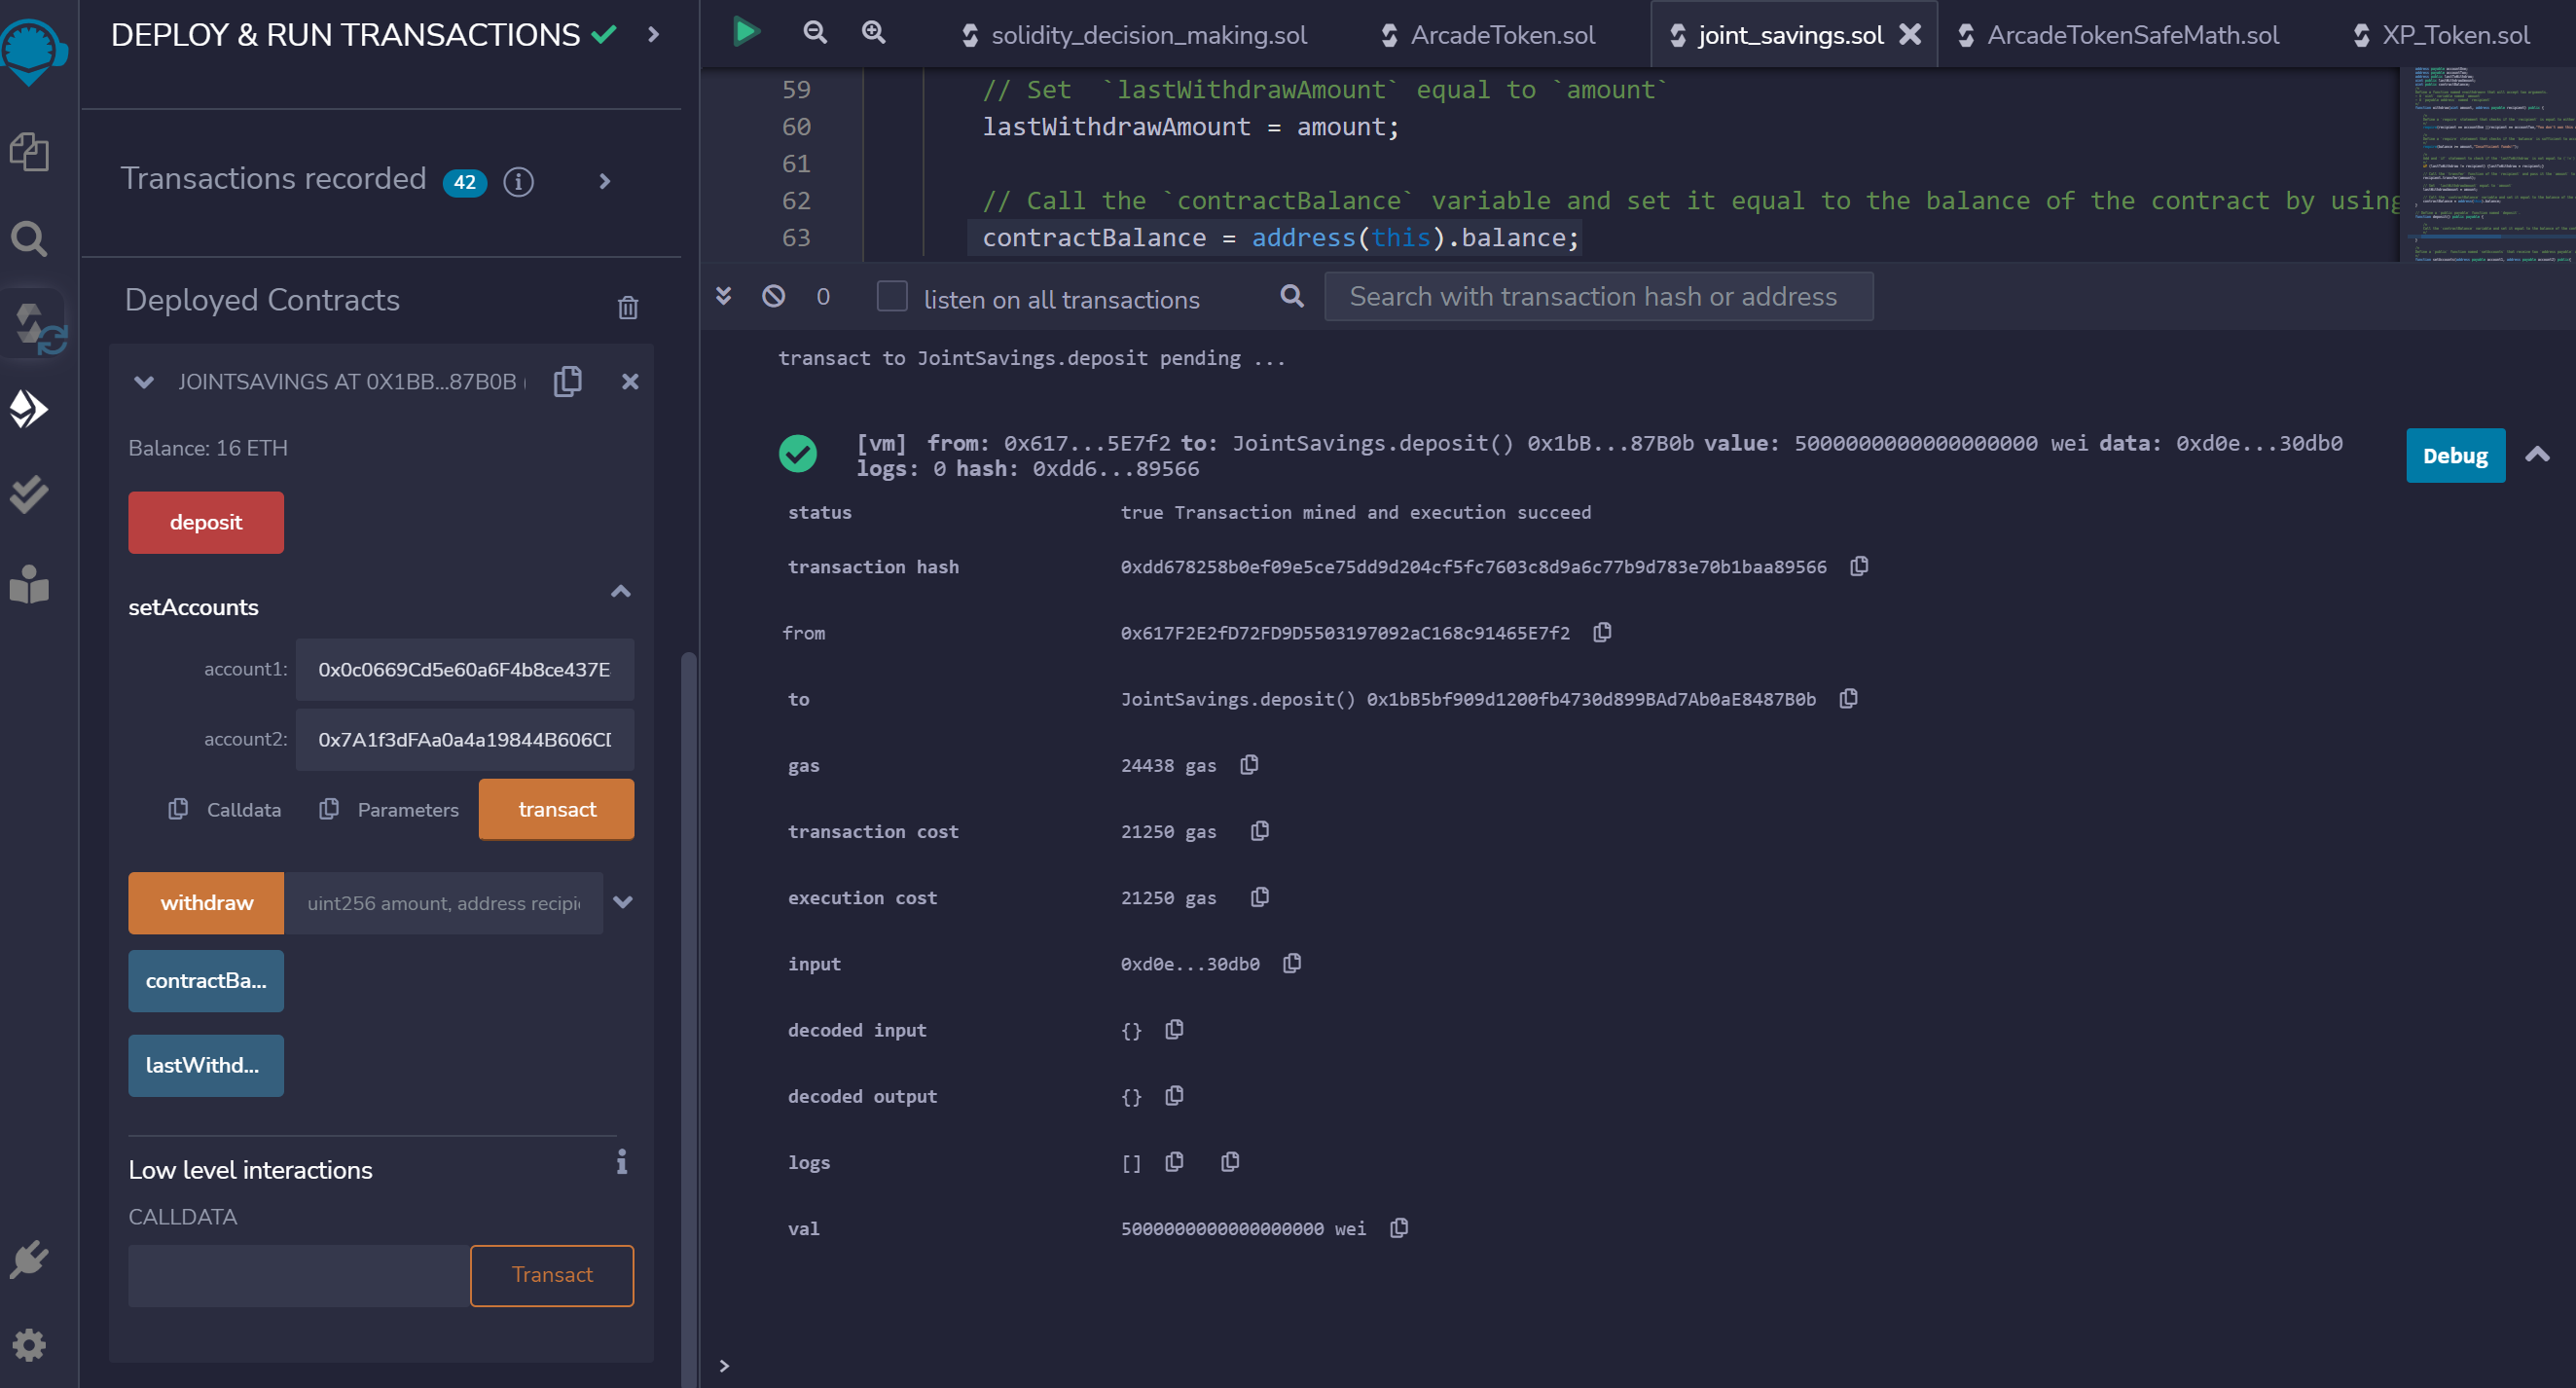 DEPLOY & RUN TRANSACTIONS
Transactions recorded 42
Deployed Contracts
JOINTSAVINGS AT 0X1BB...87B0B (
Balance: 16 ETH
deposit
setAccounts
account1: 0x0c0669Cd5e60a6F4b8ce437E
account2: 0x7A1f3dFAa0a4a19844B606CD
Calldata Parameters transact
withdraw uint256 amount, address recipie
contractBa...
lastWithd...
Low level interactions
CALLDATA
Transact
solidity_decision_making.sol ArcadeToken.sol joint_savings.sol ArcadeTokenSafeMath.sol XP_Token.sol
59 // Set `lastWithdrawAmount` equal to `amount`
60 lastWithdrawAmount = amount;
61
62 // Call the `contractBalance` variable and set it equal to the balance of the contract by using
63 contractBalance = address(this).balance;
0 listen on all transactions Search with transaction hash or address
transact to JointSavings.deposit pending ...
[vm] from: 0x617...5E7f2 to: JointSavings.deposit() 0x1bB...87B0b value: 5000000000000000000 wei data: 0xd0e...30db0
logs: 0 hash: 0xdd6...89566
Debug
status true Transaction mined and execution succeed
transaction hash 0xdd678258b0ef09e5ce75dd9d204cf5fc7603c8d9a6c77b9d783e70b1baa89566
from 0x617F2E2fD72FD9D5503197092aC168c91465E7f2
to JointSavings.deposit() 0x1bB5bf909d1200fb4730d899BAd7Ab0aE8487B0b
gas 24438 gas
transaction cost 21250 gas
execution cost 21250 gas
input 0xd0e...30db0
decoded input {}
decoded output {}
logs []
val 5000000000000000000 wei
>